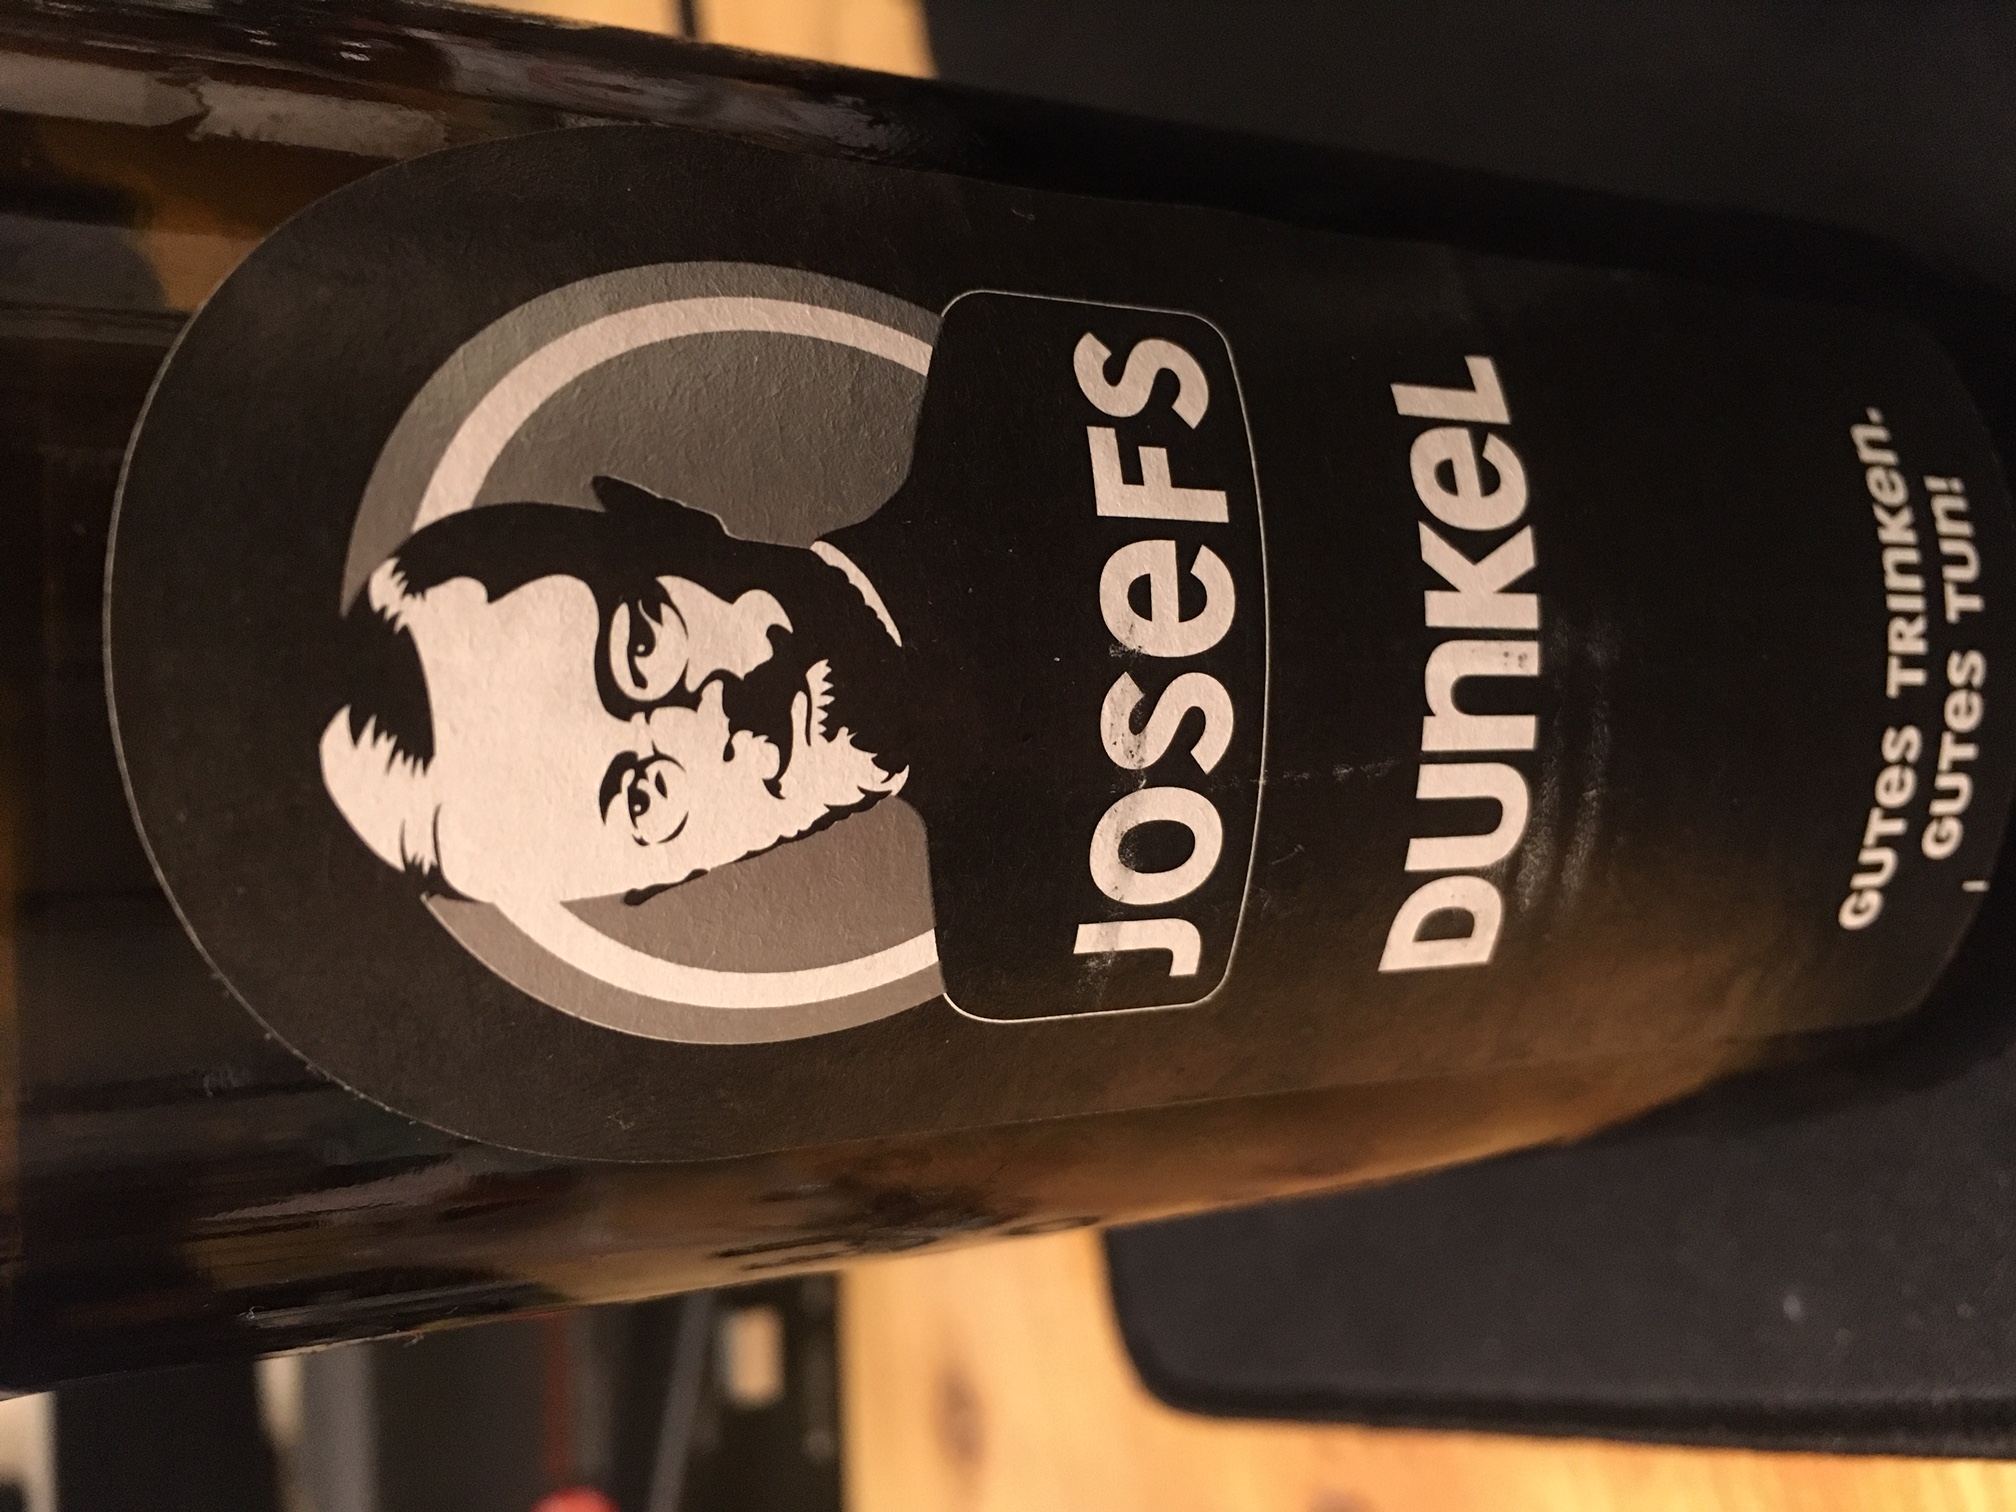 Josefs
Dunkel
Gutes Trinken.
Gutes Tun!